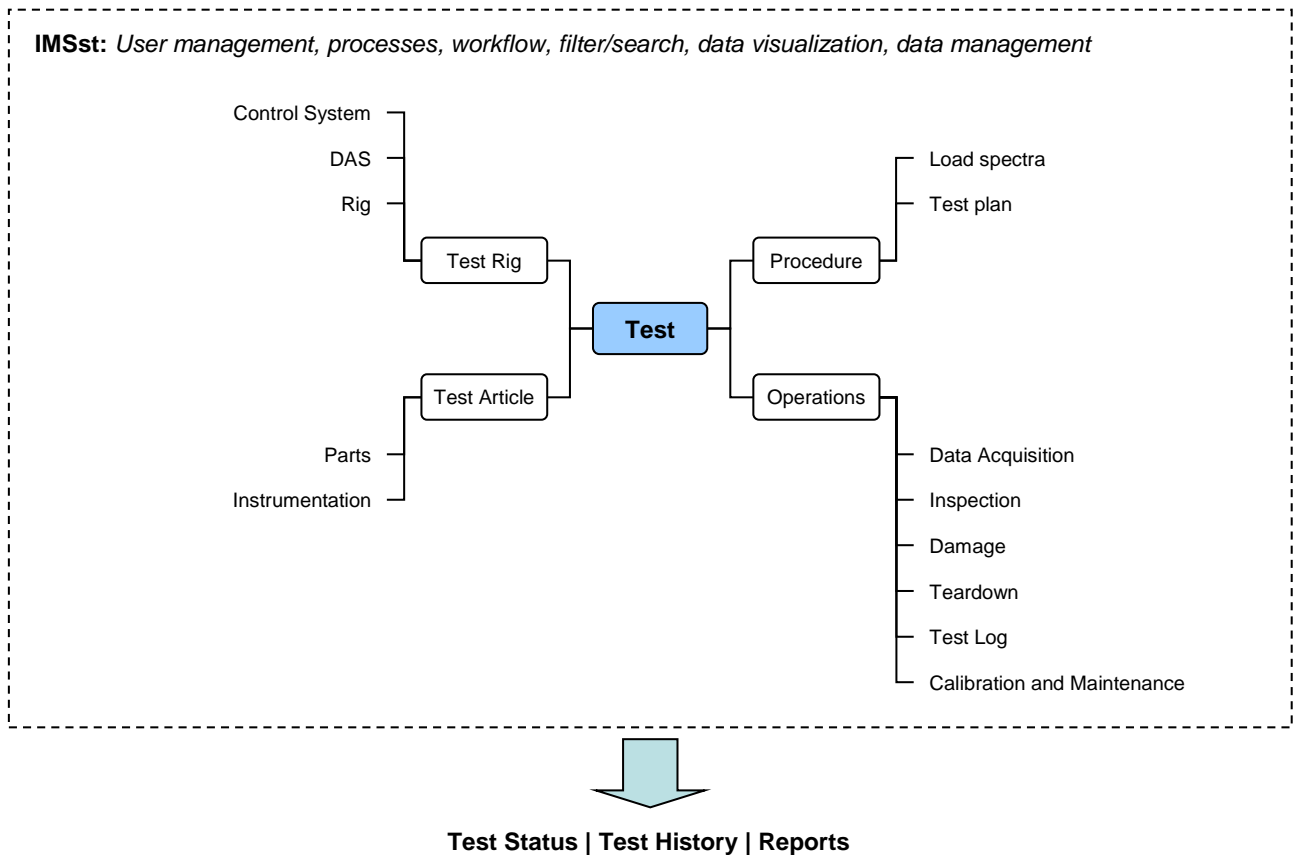 IMSst: User management, processes, workflow, filter/search, data visualization, data management
Control System
DAS
Rig
Test Rig
Test Article
Parts
Instrumentation
Test
Load spectra
Test plan
Procedure
Operations
Data Acquisition
Inspection
Damage
Teardown
Test Log
Calibration and Maintenance
Test Status | Test History | Reports